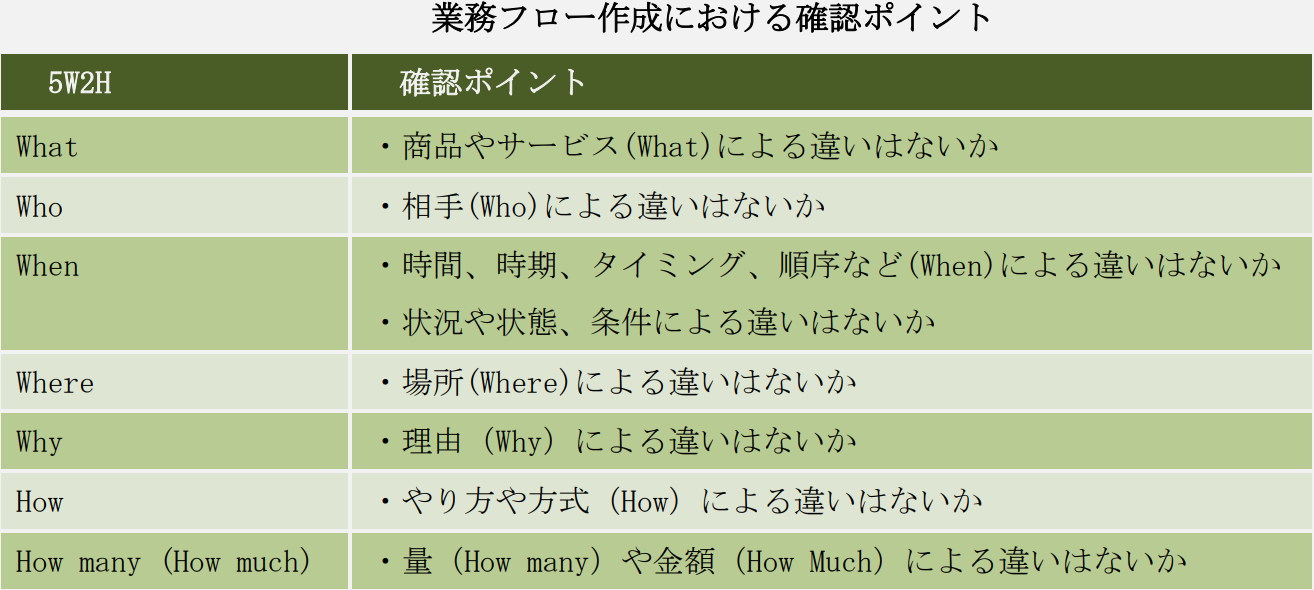 業務フロー作成における確認ポイント
5W2H 確認ポイント
What ・商品やサービス(What)による違いはないか
Who ・相手(Who)による違いはないか
When ・時間、時期、タイミング、順序など(When)による違いはないか
・状況や状態、条件による違いはないか
Where ・場所(Where)による違いはないか
Why ・理由（Why）による違いはないか
How ・やり方や方式（How）による違いはないか
How many（How much） ・量（How many）や金額（How Much）による違いはないか